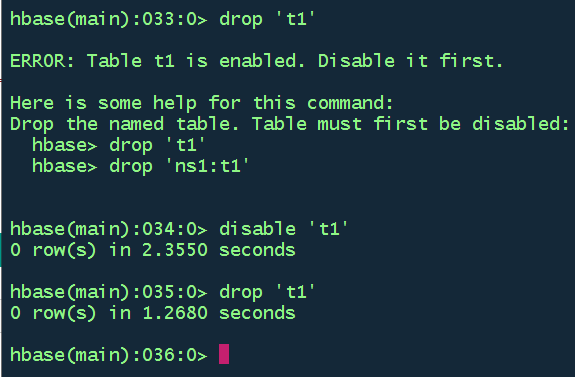 hbase(main):033:0> drop 't1'
ERROR: Table t1 is enabled. Disable it first.
Here is some help for this command:
Drop the named table. Table must first be disabled:
  hbase> drop 't1'
  hbase> drop 'ns1:t1'
hbase(main):034:0> disable 't1'
0 row(s) in 2.3550 seconds
hbase(main):035:0> drop 't1'
0 row(s) in 1.2680 seconds
hbase(main):036:0>